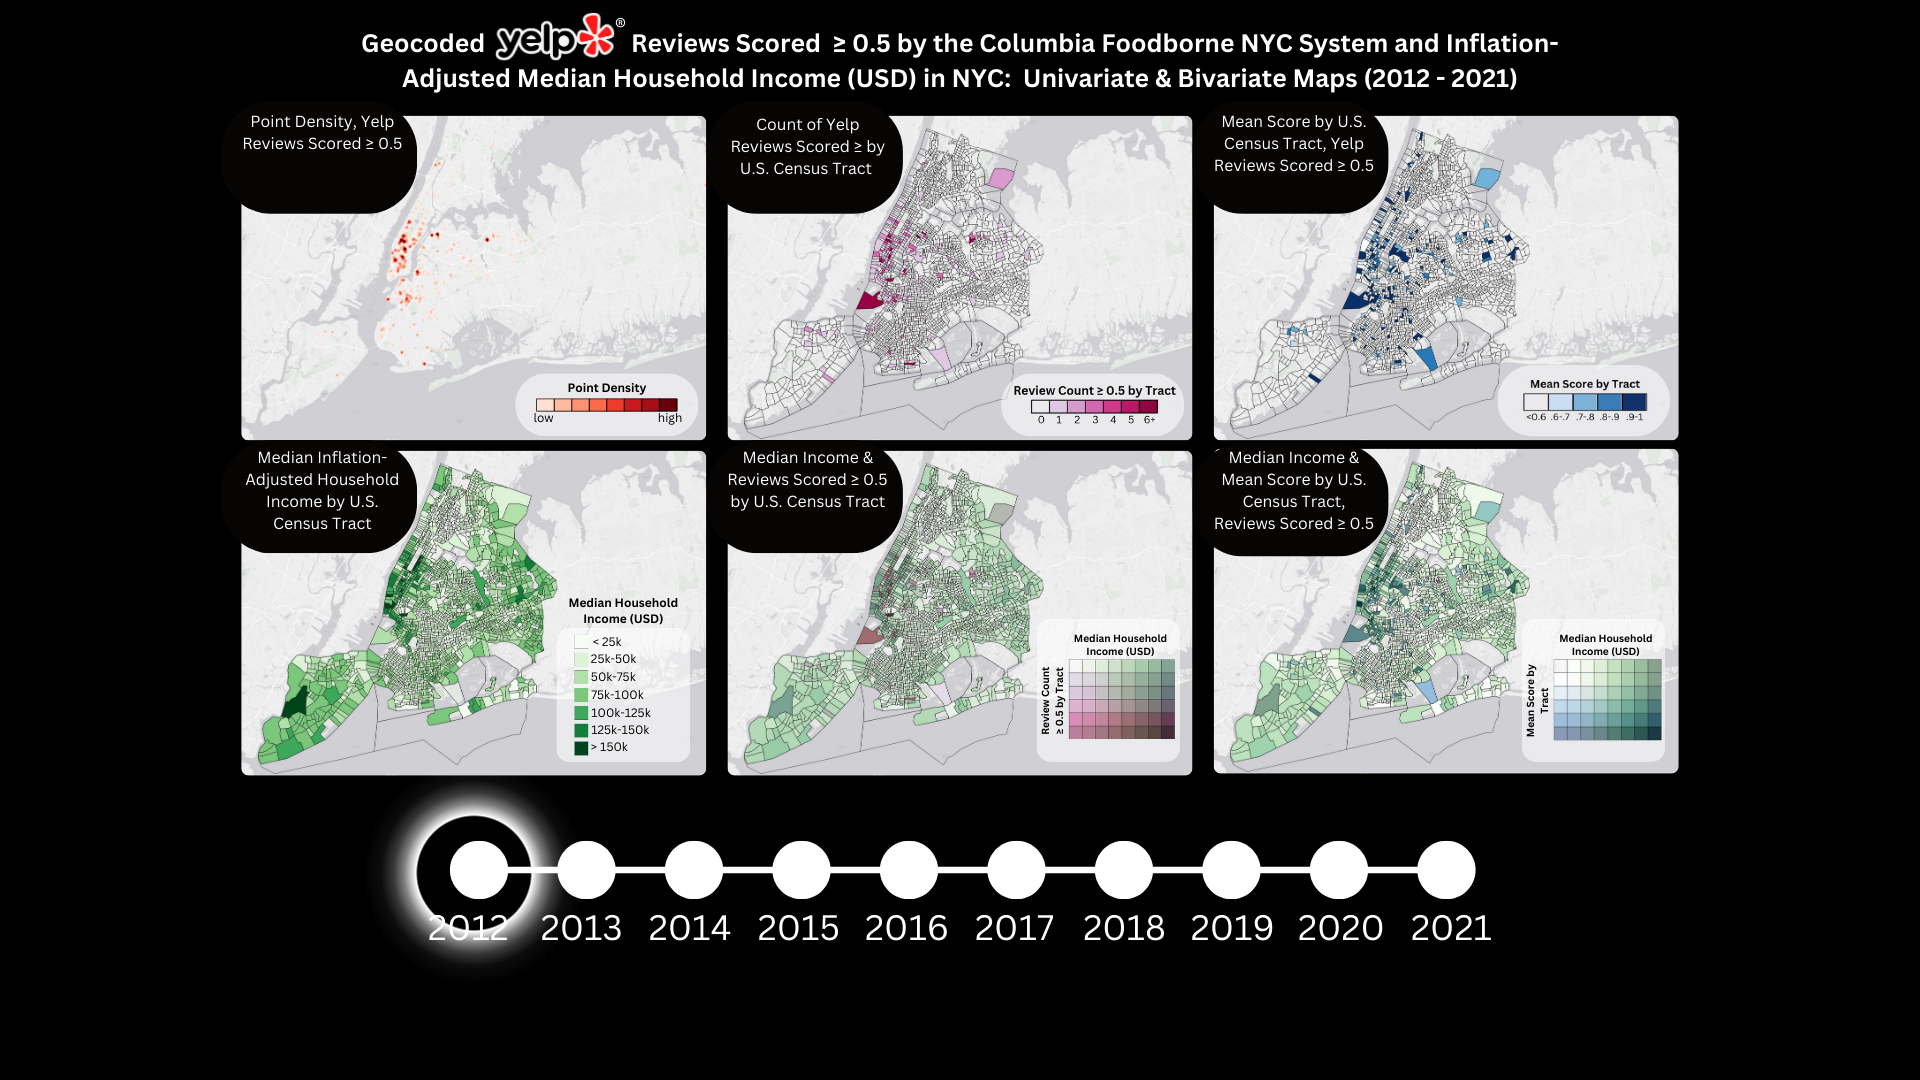 Geocoded yelp® Reviews Scored ≥ 0.5 by the Columbia Foodborne NYC System and Inflation-
Adjusted Median Household Income (USD) in NYC: Univariate & Bivariate Maps (2012 - 2021)
Point Density, Yelp
Reviews Scored ≥ 0.5
Point Density
low high
Count of Yelp
Reviews Scored ≥ by
U.S. Census Tract
Review Count ≥ 0.5 by Tract
0 1 2 3 4 5 6+
Mean Score by U.S.
Census Tract, Yelp
Reviews Scored ≥ 0.5
Mean Score by Tract
<0.6 .6-.7 .7-.8 .8-.9 .9-1
Median Inflation-
Adjusted Household
Income by U.S.
Census Tract
Median Household
Income (USD)
< 25k
25k-50k
50k-75k
75k-100k
100k-125k
125k-150k
> 150k
Median Income &
Reviews Scored ≥ 0.5
by U.S. Census Tract
Median Household
Income (USD)
Review Count
≥ 0.5 by Tract
Median Income &
Mean Score by U.S.
Census Tract,
Reviews Scored ≥ 0.5
Median Household
Income (USD)
Mean Score by
Tract
2012 2013 2014 2015 2016 2017 2018 2019 2020 2021